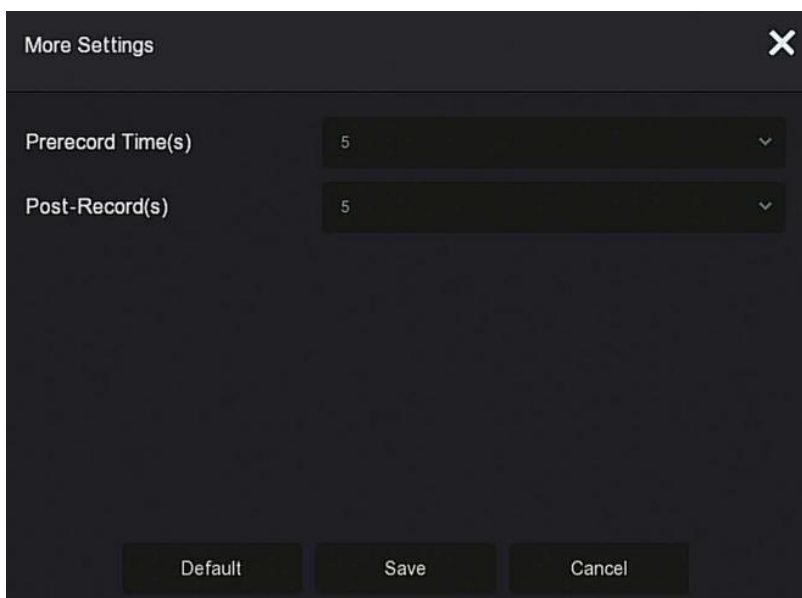 More Settings
Prerecord Time(s) 5
Post-Record(s) 5
Default Save Cancel